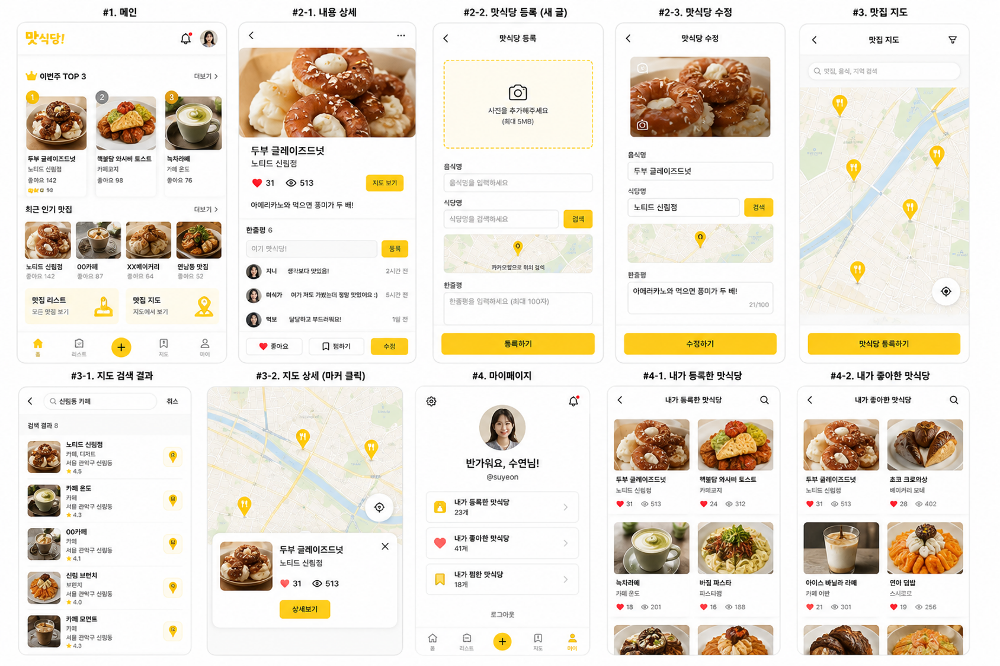 #1. 메인
맛식당!
이번주 TOP 3
더보기
1
2
3
두부 글레이즈드넛
노티드 신림점
좋아요 142
핵불담 와사비 토스트
카페코지
좋아요 98
녹차라떼
카페 온도
좋아요 76
최근 인기 맛집
더보기
노티드 신림점
좋아요 142
00카페
좋아요 87
XX베이커리
좋아요 64
연남동 맛집
좋아요 52
맛집 리스트
모든 맛집 보기
맛집 지도
지도에서 보기
홈
리스트
지도
마이
#2-1. 내용 상세
두부 글레이즈드넛
노티드 신림점
31
513
지도 보기
아메리카노와 먹으면 풍미가 두 배!
한줄평 6
여기 맛식당!
등록
지니
생각보다 맛있음!
2시간 전
미식가
여기 저도 가봤는데 정말 맛있어요 :)
5시간 전
먹보
달달하고 부드러워요!
1일 전
좋아요
찜하기
수정
#2-2. 맛식당 등록 (새 글)
맛식당 등록
사진을 추가해주세요
(최대 5MB)
음식명
음식명을 입력하세요
식당명
식당명을 검색하세요
검색
위치 검색
한줄평
한줄평을 입력하세요 (최대 100자)
등록하기
#2-3. 맛식당 수정
맛식당 수정
음식명
두부 글레이즈드넛
식당명
노티드 신림점
검색
한줄평
아메리카노와 먹으면 풍미가 두 배!
21/100
수정하기
#3. 맛집 지도
맛집 지도
맛집, 음식, 지역 검색
맛식당 등록하기
#3-1. 지도 검색 결과
신림동 카페
취소
검색 결과 8
노티드 신림점
카페, 디저트
서울 관악구 신림동
4.5
카페 온도
카페
서울 관악구 신림동
4.3
00카페
카페
서울 관악구 신림동
4.1
신림 브런치
브런치
서울 관악구 신림동
4.0
카페 모먼트
카페
서울 관악구 신림동
4.0
#3-2. 지도 상세 (마커 클릭)
두부 글레이즈드넛
노티드 신림점
31
513
상세보기
#4. 마이페이지
반가워요, 수연님!
@suyeon
내가 등록한 맛식당
23개
내가 좋아한 맛식당
41개
내가 찜한 맛식당
18개
로그아웃
홈
리스트
지도
마이
#4-1. 내가 등록한 맛식당
내가 등록한 맛식당
두부 글레이즈드넛
노티드 신림점
31
513
핵불담 와사비 토스트
카페코지
24
312
녹차라떼
카페 온도
18
201
바질 파스타
파스타랩
16
188
#4-2. 내가 좋아한 맛식당
내가 좋아한 맛식당
두부 글레이즈드넛
노티드 신림점
31
513
초코 크로와상
베이커리 모네
28
402
아이스 바닐라 라떼
카페 어반
21
301
연어 덮밥
스시로모
19
256